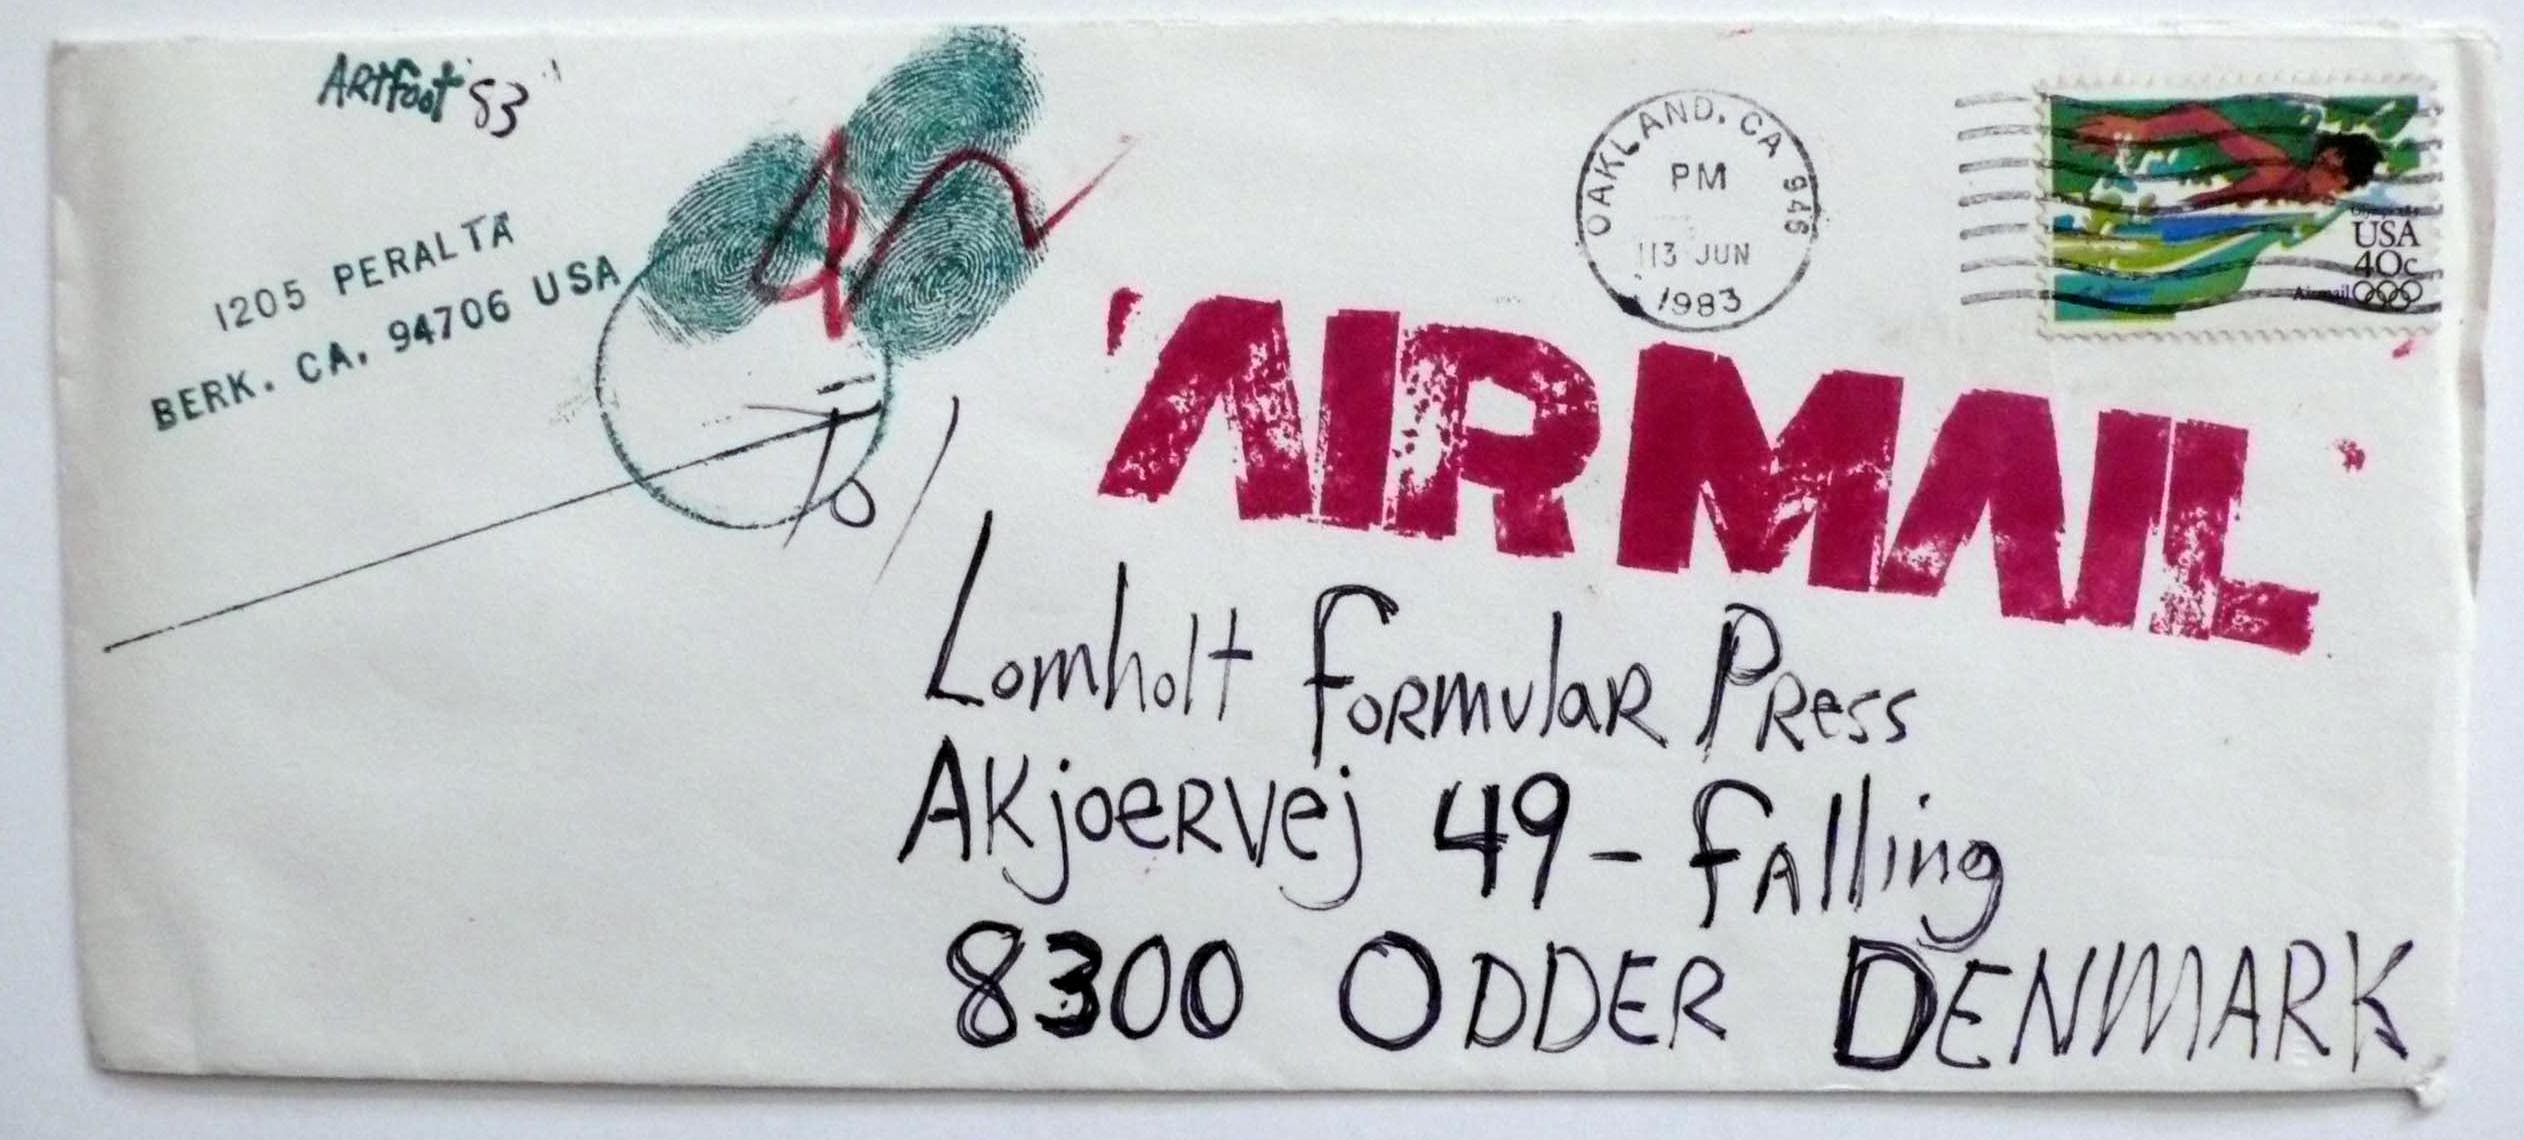 ARtfoot '83
1205 PERALTA
BERK. CA. 94706 USA
OAKLAND, CA 946
PM
13 JUN
1983
USA
40c
Airmail
AIRMAIL
To/
Lomholt Formular Press
AKjoerVej 49 - Falling
8300 ODDER DENMARK